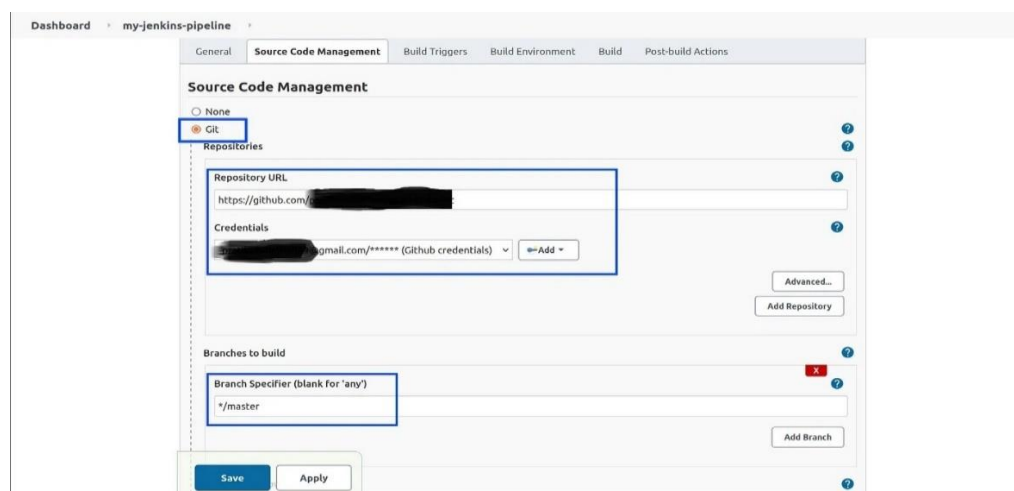 Dashboard my-jenkins-pipeline
General Source Code Management Build Triggers Build Environment Build Post-build Actions
Source Code Management
None
Git
Repositories
Repository URL
https://github.com/
Credentials
gmail.com/****** (Github credentials) Add
Advanced...
Add Repository
Branches to build
X
Branch Specifier (blank for 'any')
*/master
Add Branch
Save Apply